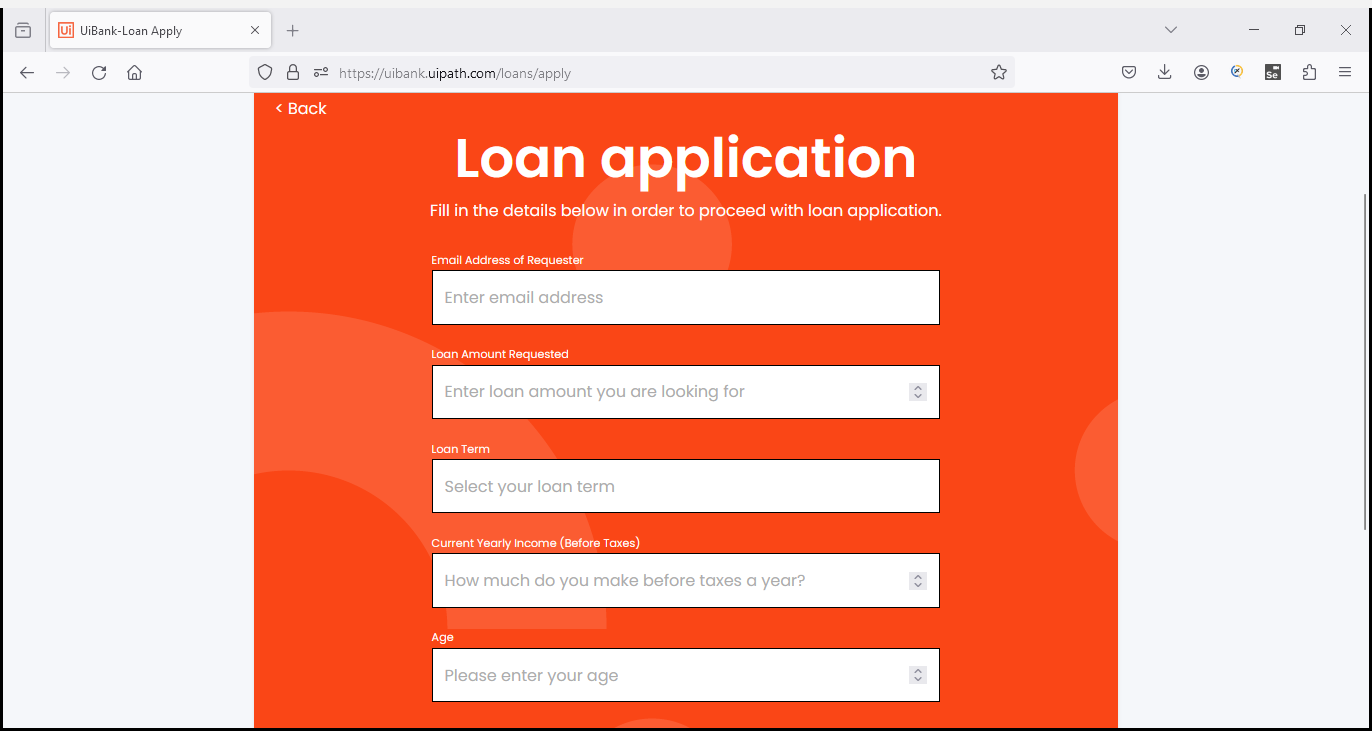 UiBank-Loan Apply
https://uibank.uipath.com/loans/apply
Se
< Back
Loan application
Fill in the details below in order to proceed with loan application.
Email Address of Requester
Enter email address
Loan Amount Requested
Enter loan amount you are looking for
Loan Term
Select your loan term
Current Yearly Income (Before Taxes)
How much do you make before taxes a year?
Age
Please enter your age